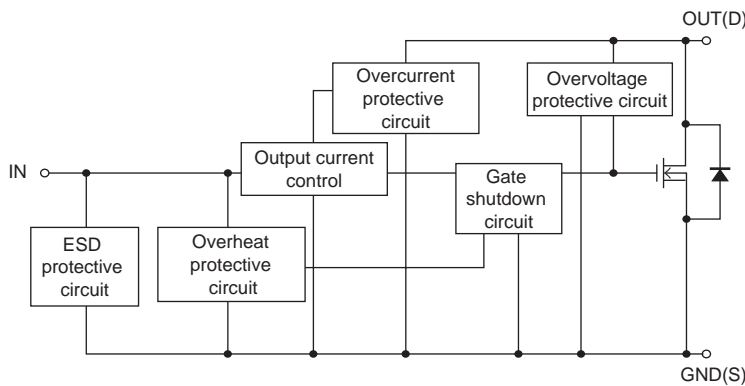 OUT(D)
Overcurrent
protective
circuit
Overvoltage
protective circuit
IN
Output current
control
Gate
shutdown
circuit
ESD
protective
circuit
Overheat
protective
circuit
GND(S)